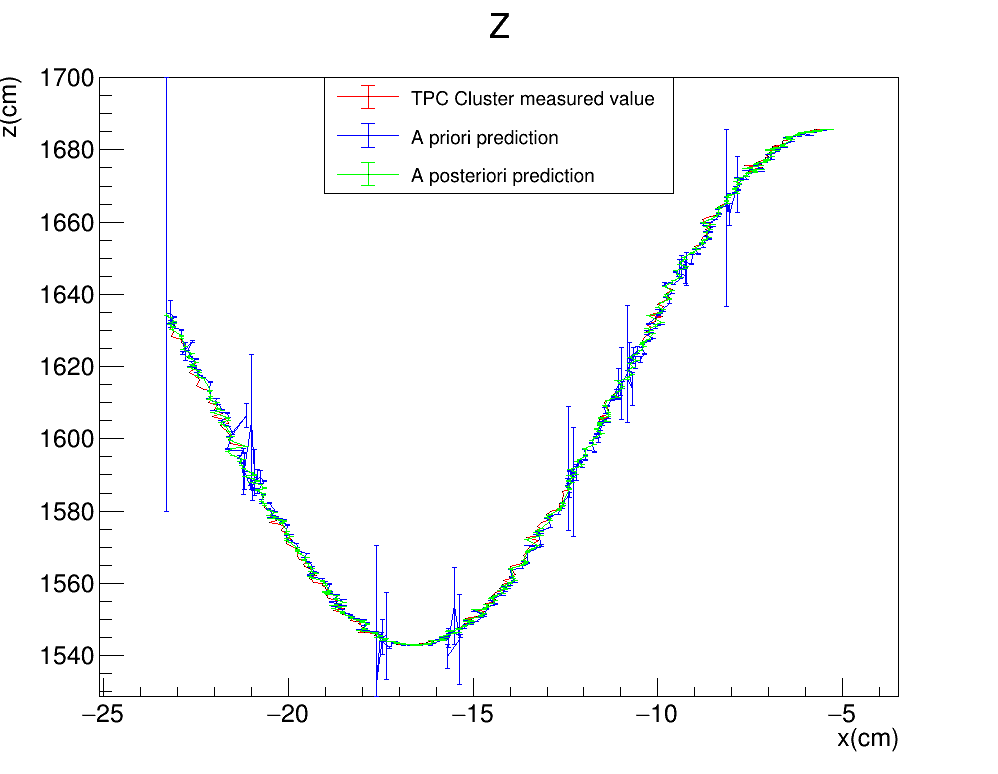 Z
z(cm)
1700
1680
1660
1640
1620
1600
1580
1560
1540
TPC Cluster measured value
A priori prediction
A posteriori prediction
−25
−20
−15
−10
−5
x(cm)